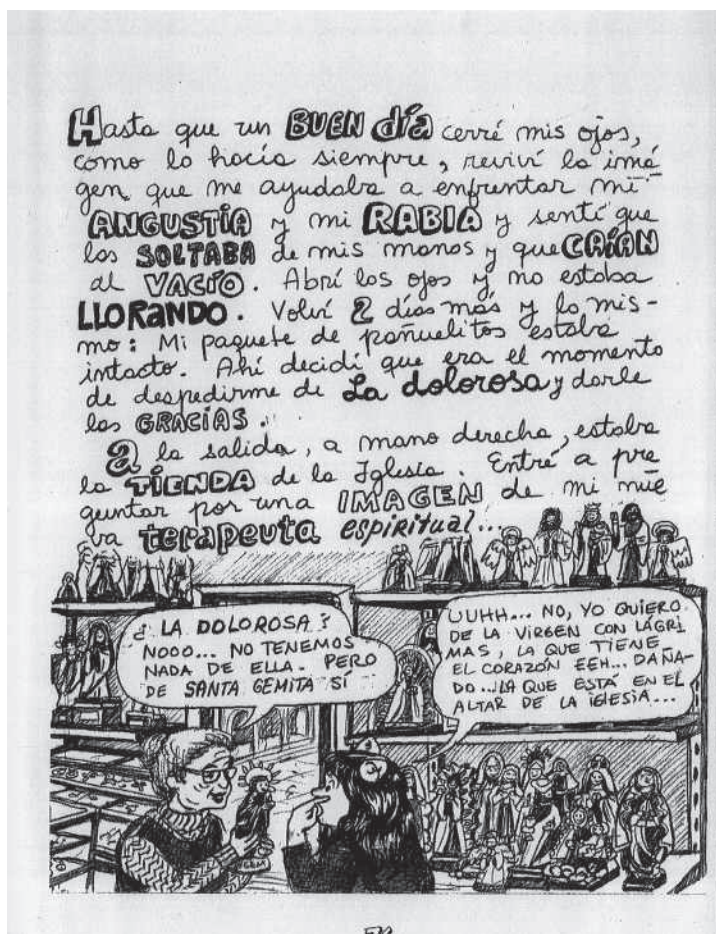 Hasta que un BUEN día cerré mis ojos,
como lo hacía siempre, reviví la imá
gen que me ayudaba a enfrentar mi
ANGUSTIA y mi RABIA y sentí que
las SOLTABA de mis manos y que CAÍAN
al VACÍO. Abrí los ojos y no estaba
LLORANDO. Volví 2 días más y lo mis-
mo: Mi paquete de pañuelitos estaba
intacto. Ahí decidí que era el momento
de despedirme de La dolorosa y darle
las GRACIAS.
A la salida, a mano derecha, estaba
la TIENDA de la Iglesia. Entré a pre
guntar por una IMAGEN de mi nue
va terapeuta espiritual...
¿LA DOLOROSA?
NOOO... NO TENEMOS
NADA DE ELLA. PERO
DE SANTA GEMITA SÍ
UUHH... NO, YO QUIERO
DE LA VIRGEN CON LÁGRI
MAS, LA QUE TIENE
EL CORAZÓN EEH... DAÑA-
DO...LA QUE ESTÁ EN EL
ALTAR DE LA IGLESIA...
GEM